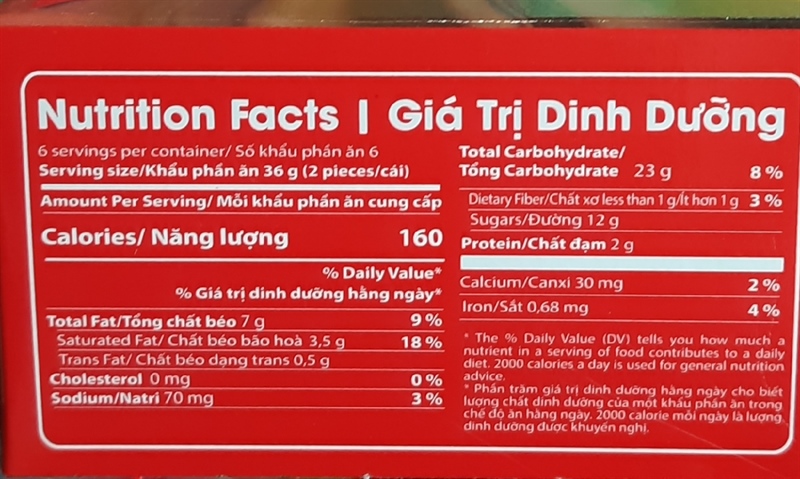 Nutrition Facts | Giá Trị Dinh Dưỡng
6 servings per container/ Số khẩu phần ăn 6
Serving size/Khẩu phần ăn 36 g (2 pieces/cái)
Amount Per Serving/ Mỗi khẩu phần ăn cung cấp
Calories/ Năng lượng 160
% Daily Value*
% Giá trị dinh dưỡng hằng ngày*
Total Fat/Tổng chất béo 7 g 9 %
Saturated Fat/ Chất béo bão hoà 3,5 g 18 %
Trans Fat/ Chất béo dạng trans 0,5 g
Cholesterol 0 mg 0 %
Sodium/Natri 70 mg 3 %
Total Carbohydrate/
Tổng Carbohydrate 23 g 8 %
Dietary Fiber/Chất xơ less than 1 g/Ít hơn 1 g 3 %
Sugars/Đường 12 g
Protein/Chất đạm 2 g
Calcium/Canxi 30 mg 2 %
Iron/Sắt 0,68 mg 4 %
* The % Daily Value (DV) tells you how much a
nutrient in a serving of food contributes to a daily
diet. 2000 calories a day is used for general nutrition
advice.
* Phần trăm giá trị dinh dưỡng hằng ngày cho biết
lượng chất dinh dưỡng của một khẩu phần ăn trong
chế độ ăn hằng ngày. 2000 calorie mỗi ngày là lượng
dinh dưỡng được khuyến nghị.